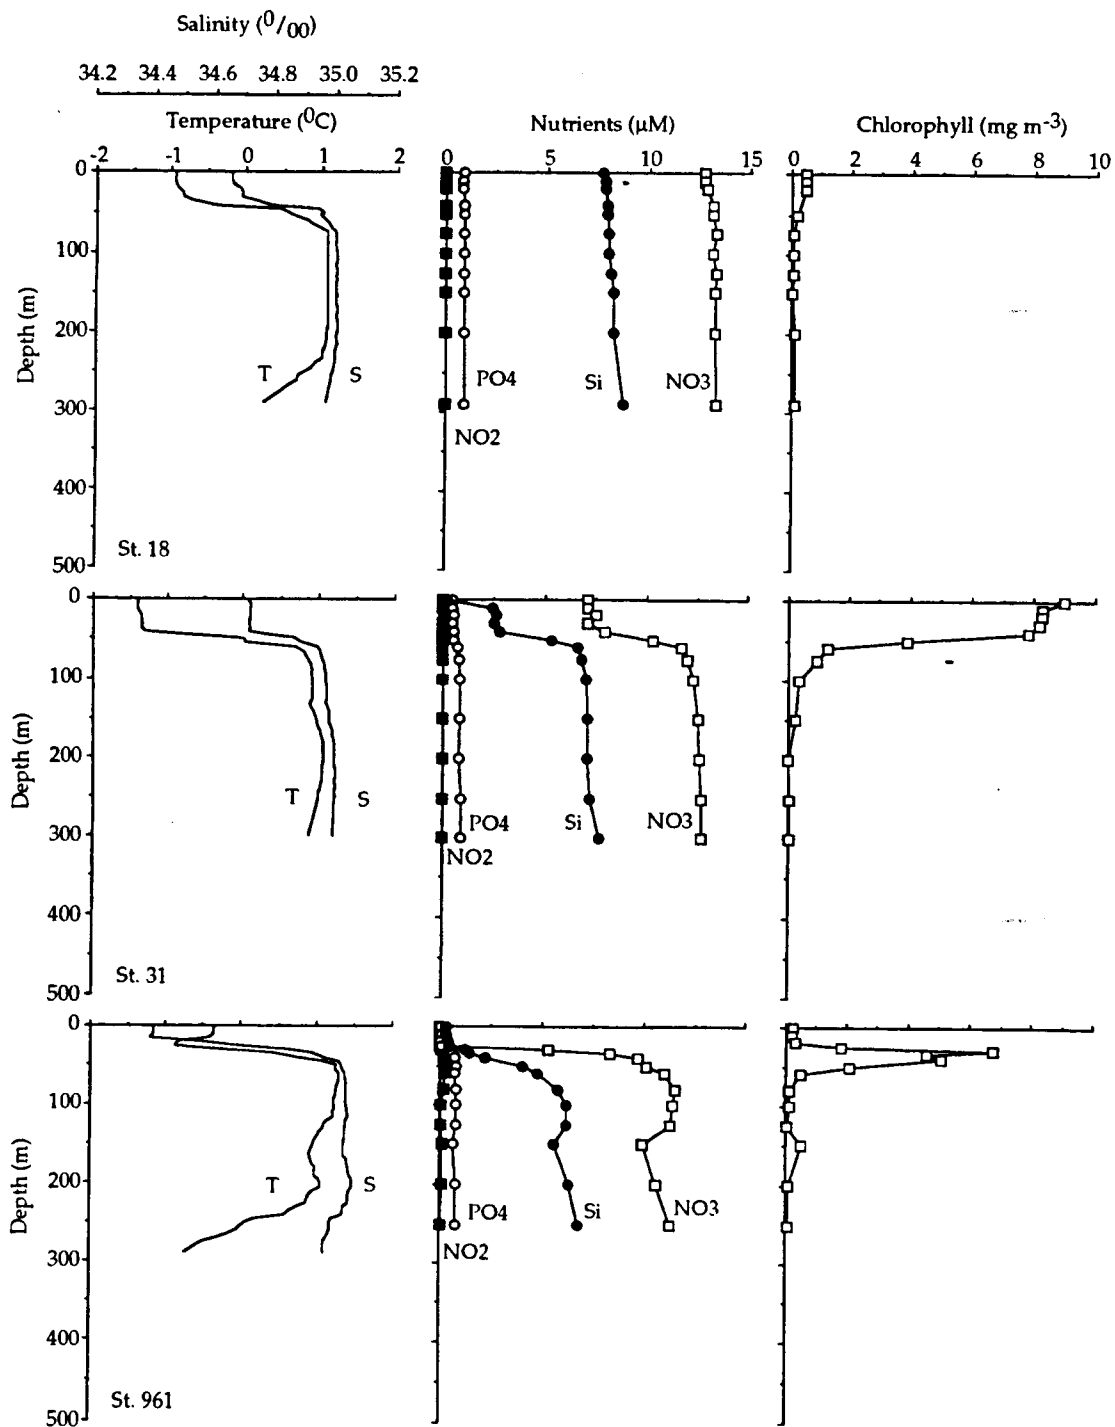 Salinity (0/00)
34.2 34.4 34.6 34.8 35.0 35.2
Temperature (0C)
-2 -1 0 1 2
Nutrients (µM)
0 5 10 15
Chlorophyll (mg m-3)
0 2 4 6 8 10
0
100
200
300
400
500
Depth (m)
T S
PO4 Si NO3
NO2
St. 18
0
100
200
300
400
500
Depth (m)
T S
PO4 Si NO3
NO2
St. 31
0
100
200
300
400
500
Depth (m)
T S
PO4 Si NO3
NO2
St. 961